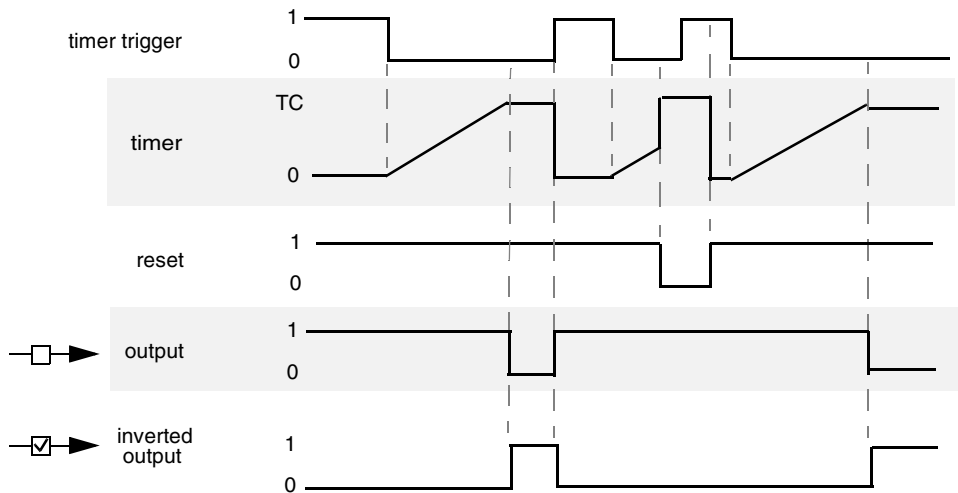 timer trigger
1
0
timer
TC
0
reset
1
0
output
1
0
inverted
output
1
0